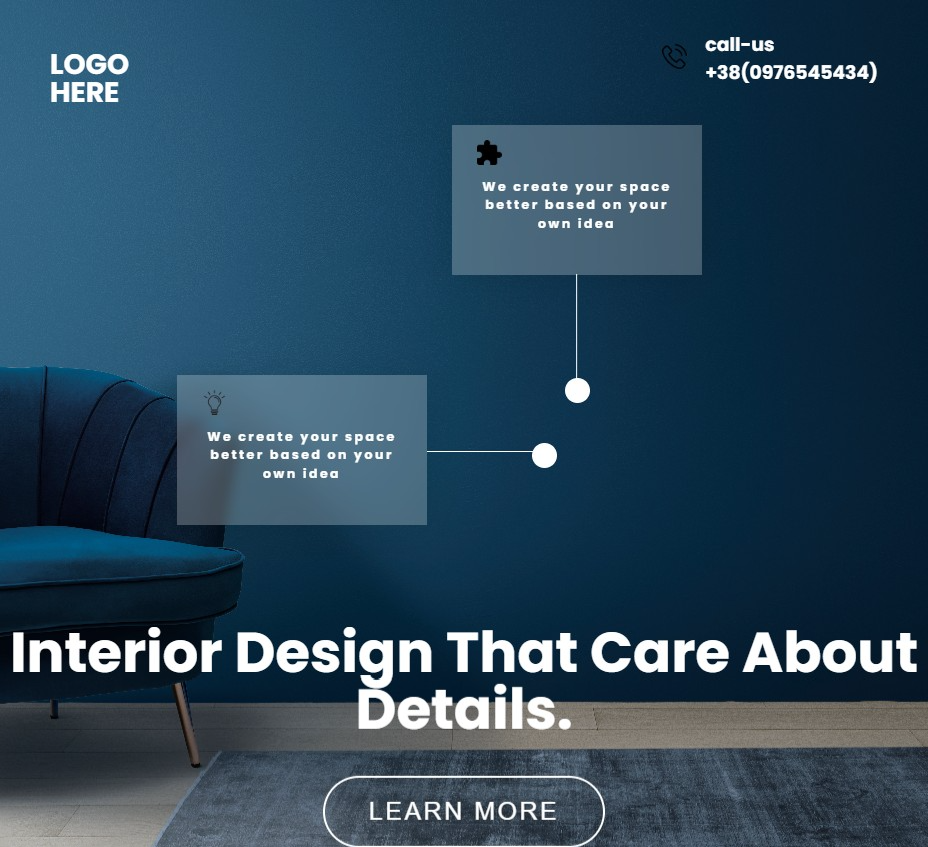 LOGO
HERE
call-us
+38(0976545434)
We create your space
better based on your
own idea
We create your space
better based on your
own idea
Interior Design That Care About
Details.
LEARN MORE